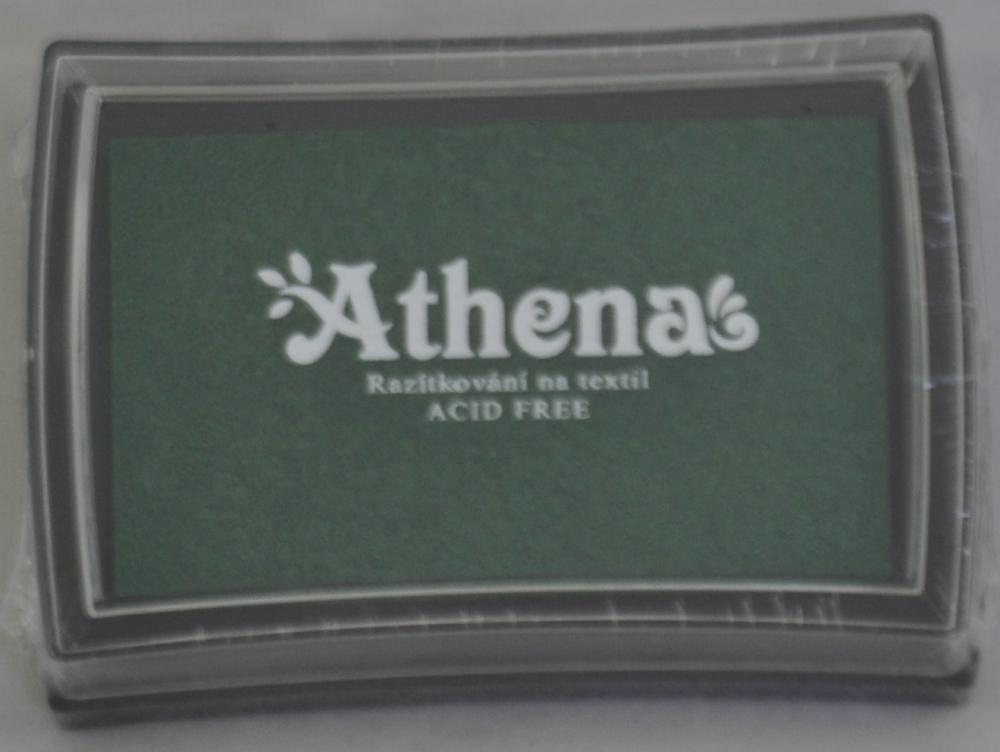 Athena
Razítkování na textil
ACID FREE